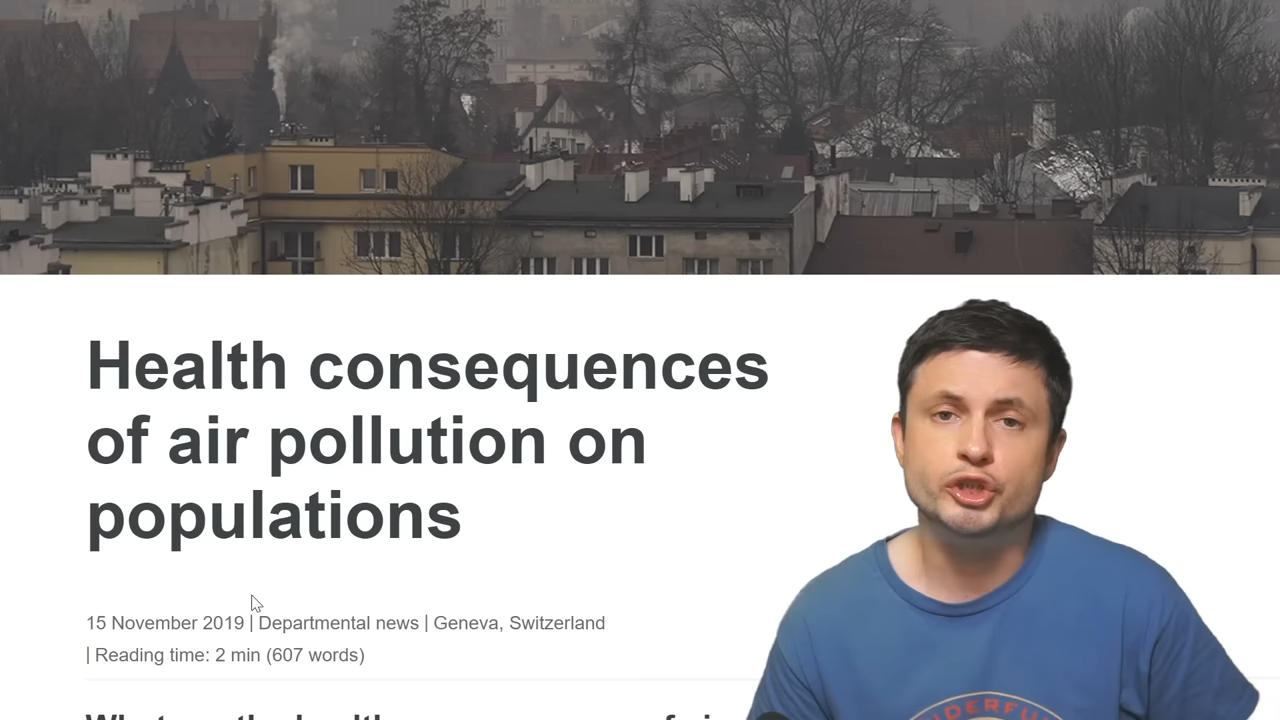 Health consequences
of air pollution on
populations
15 November 2019 | Departmental news | Geneva, Switzerland
| Reading time: 2 min (607 words)